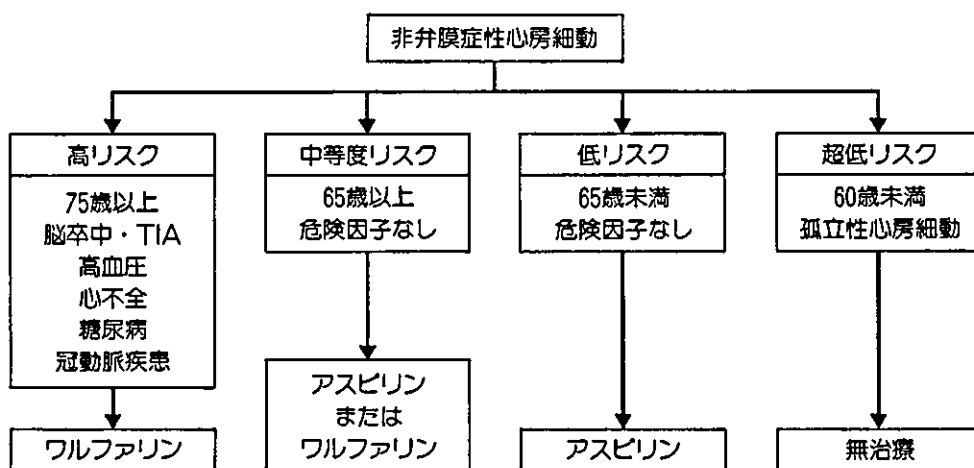 非弁膜症性心房細動
高リスク
75歳以上
脳卒中・TIA
高血圧
心不全
糖尿病
冠動脈疾患
ワルファリン
中等度リスク
65歳以上
危険因子なし
アスピリン
または
ワルファリン
低リスク
65歳未満
危険因子なし
アスピリン
超低リスク
60歳未満
孤立性心房細動
無治療